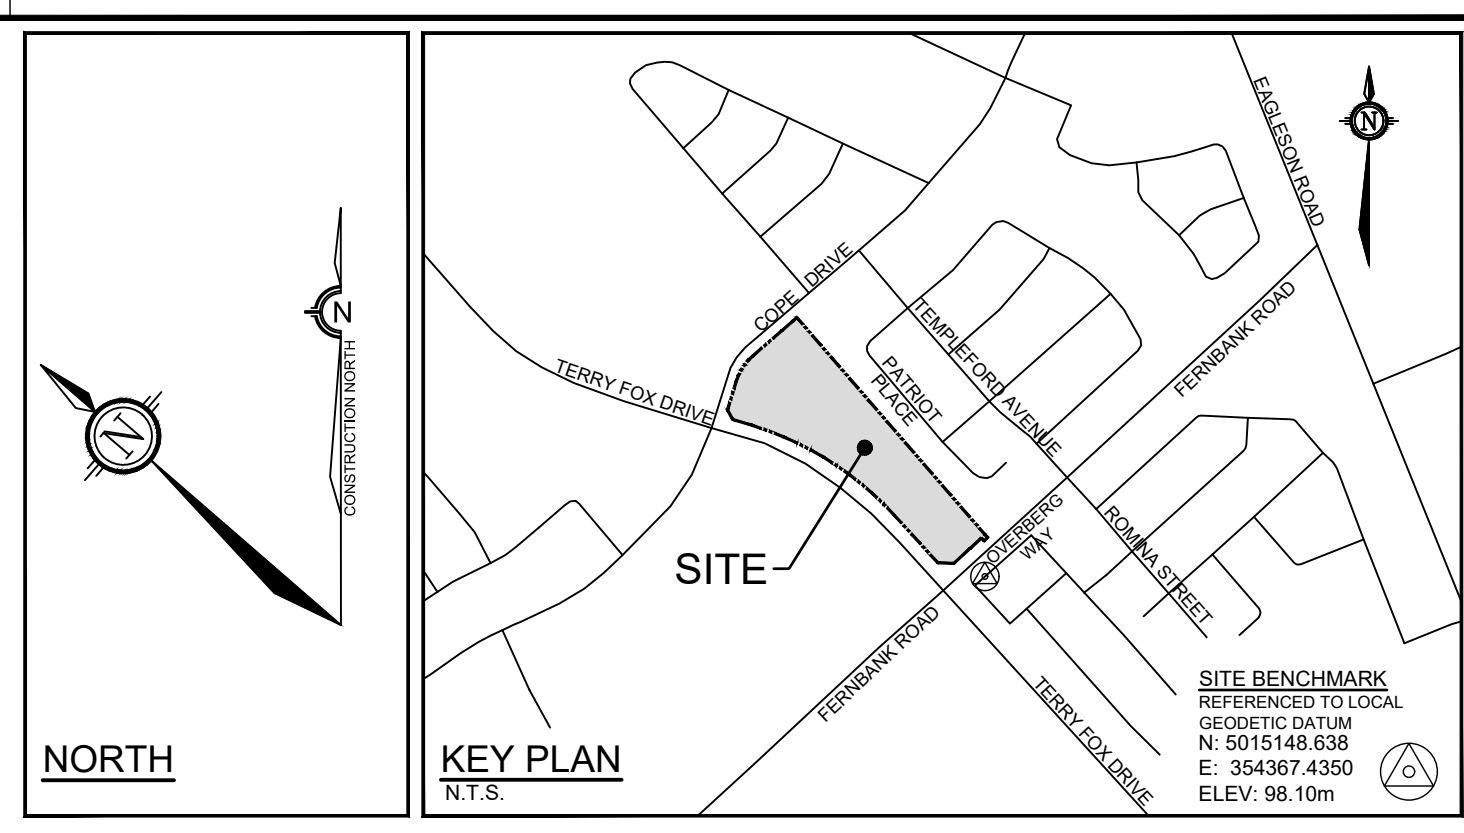 N
CONSTRUCTION NORTH
N
NORTH
EAGLESON ROAD
N
COPE DRIVE
TEMPLEFORD AVENUE
FERNBANK ROAD
TERRY FOX DRIVE
PATRIOT
PLACE
SITE
OVERBERG
WAY
ROMINA STREET
FERNBANK ROAD
TERRY FOX DRIVE
KEY PLAN
N.T.S.
SITE BENCHMARK
REFERENCED TO LOCAL
GEODETIC DATUM
N: 5015148.638
E: 354367.4350
ELEV: 98.10m